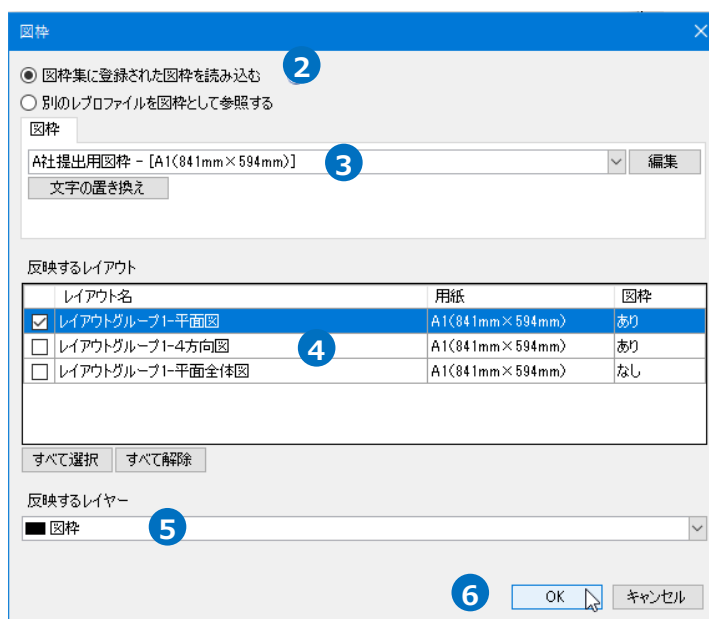 図枠
図枠集に登録された図枠を読み込む 2
別のレブロファイルを図枠として参照する
図枠
A社提出用図枠 - [A1(841mm×594mm)] 3 編集
文字の置き換え
反映するレイアウト
レイアウト名 用紙 図枠
レイアウトグループ1-平面図 A1(841mm×594mm) あり
レイアウトグループ1-4方向図 4 A1(841mm×594mm) あり
レイアウトグループ1-平面全体図 A1(841mm×594mm) なし
すべて選択 すべて解除
反映するレイヤー
図枠 5
6 OK キャンセル